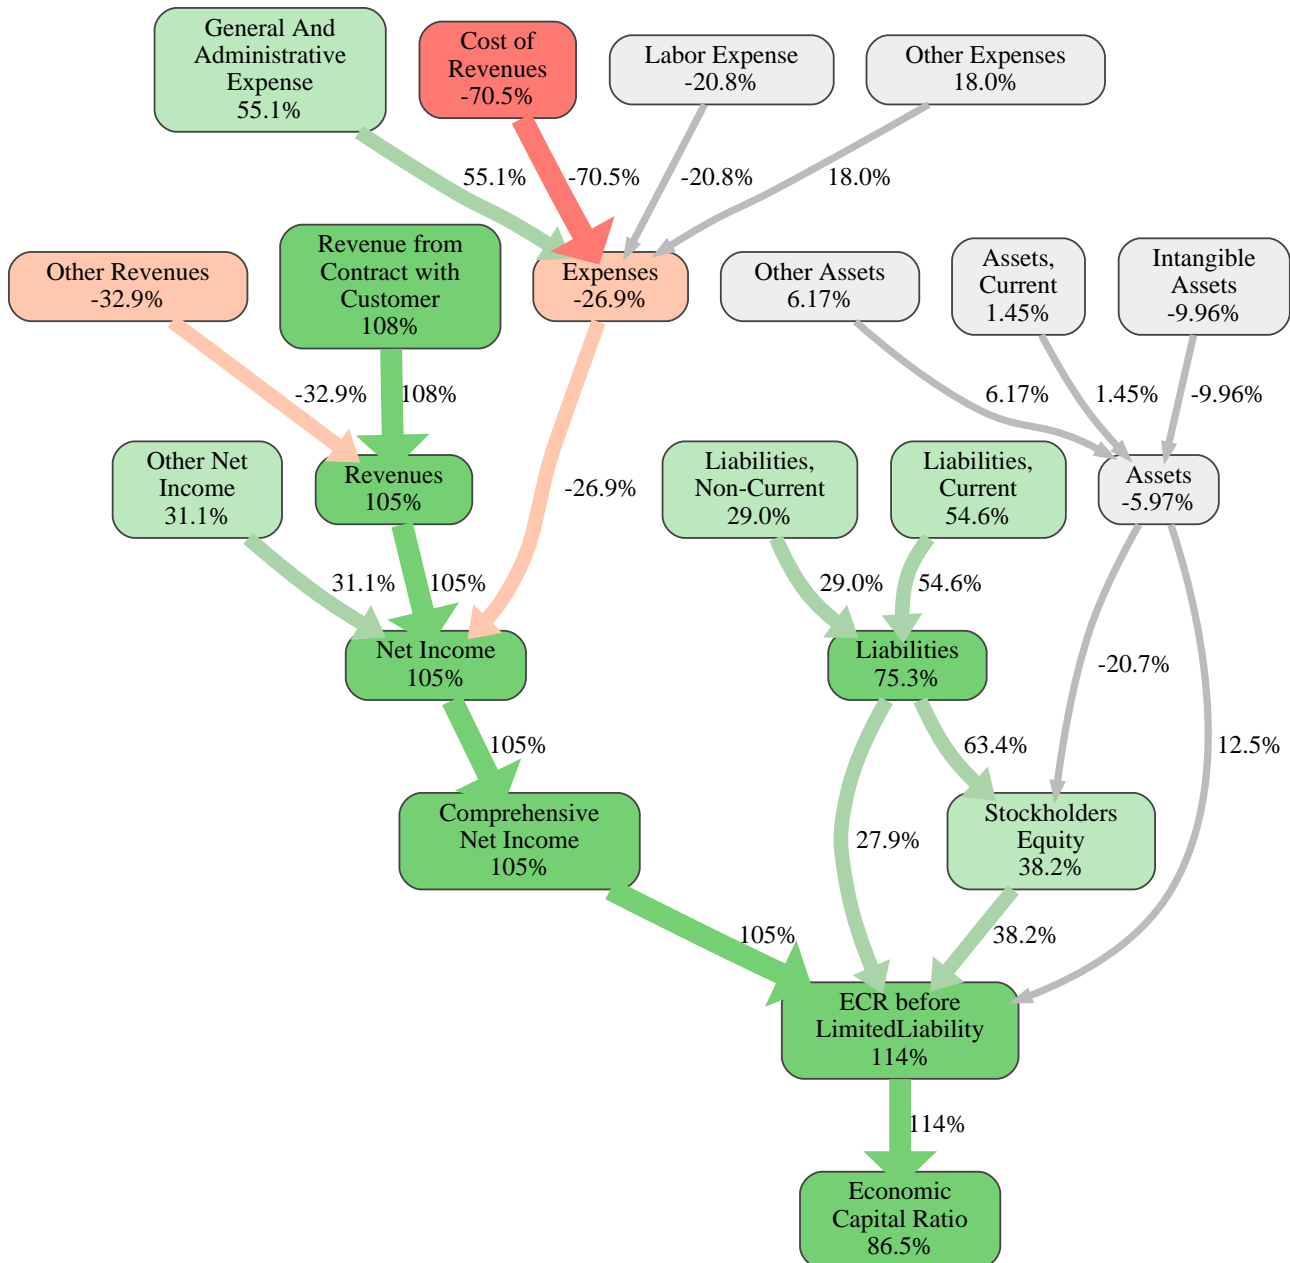 General And
Administrative
Expense
55.1%
Cost of
Revenues
-70.5%
Labor Expense
-20.8%
Other Expenses
18.0%
55.1%
-70.5%
-20.8%
18.0%
Other Revenues
-32.9%
Revenue from
Contract with
Customer
108%
Expenses
-26.9%
Other Assets
6.17%
Assets,
Current
1.45%
Intangible
Assets
-9.96%
-32.9%
108%
-26.9%
6.17%
1.45%
-9.96%
Other Net
Income
31.1%
Revenues
105%
Liabilities,
Non-Current
29.0%
Liabilities,
Current
54.6%
Assets
-5.97%
31.1%
105%
29.0%
54.6%
-20.7%
12.5%
Net Income
105%
Liabilities
75.3%
105%
63.4%
27.9%
Comprehensive
Net Income
105%
Stockholders
Equity
38.2%
105%
38.2%
ECR before
LimitedLiability
114%
114%
Economic
Capital Ratio
86.5%